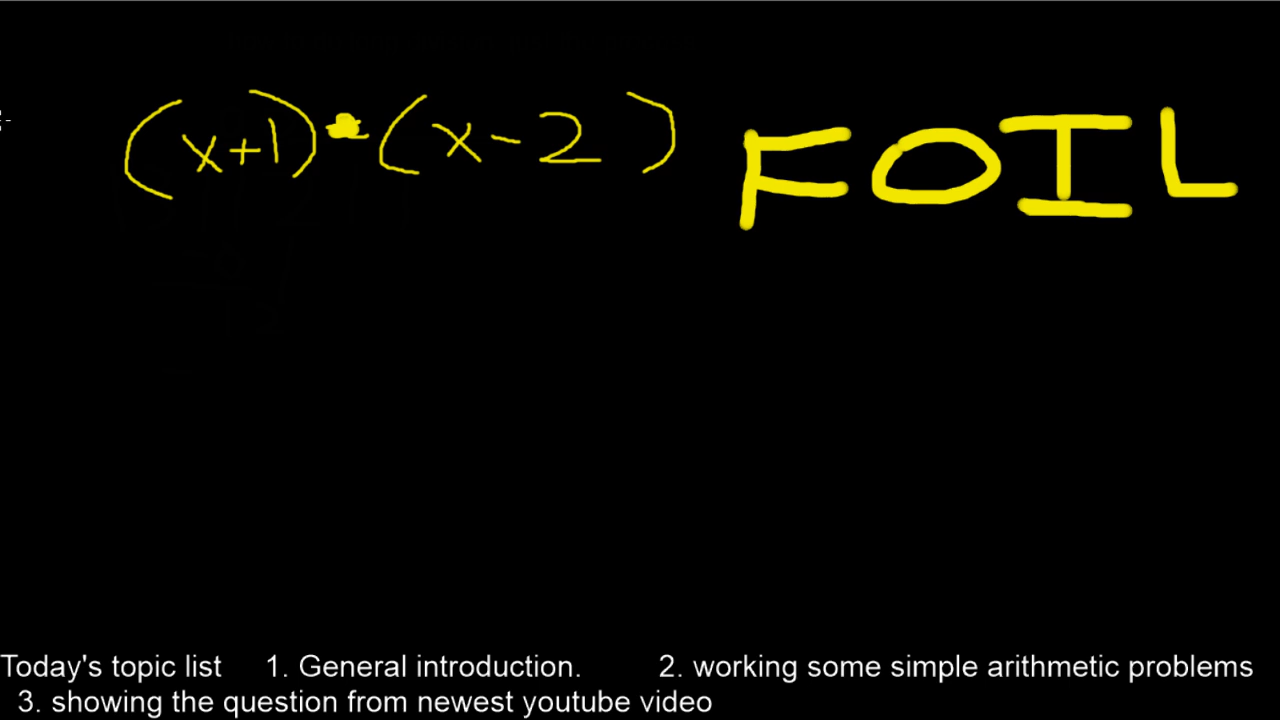 (x+1)•(x-2) FOIL
Today's topic list 1. General introduction. 2. working some simple arithmetic problems
3. showing the question from newest youtube video